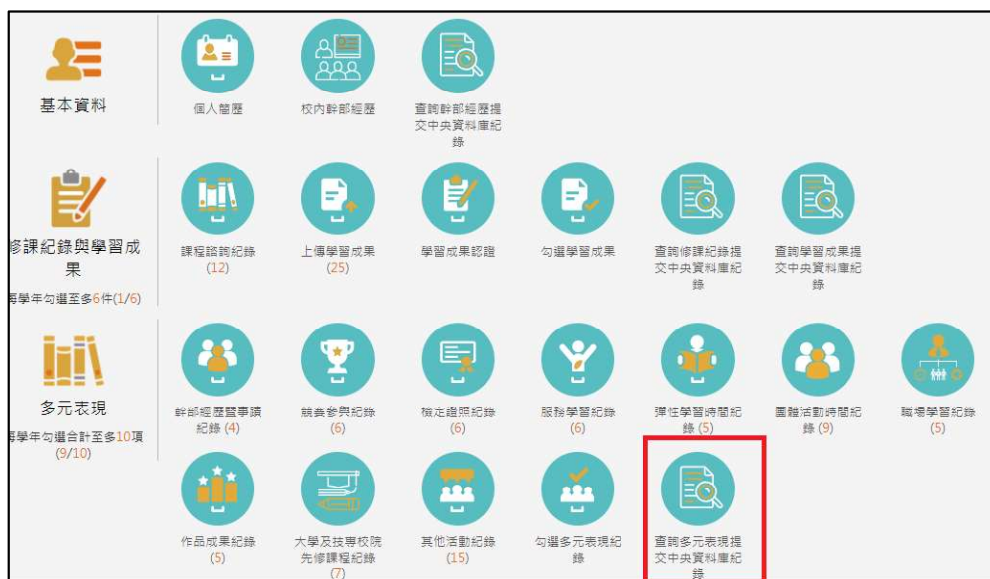 基本資料
個人簡歷
校內幹部經歷
查詢幹部經歷提
交中央資料庫紀
錄
修課紀錄與學習成
果
每學年勾選至多6件(1/6)
課程諮詢紀錄
(12)
上傳學習成果
(25)
學習成果認證
勾選學習成果
查詢修課紀錄提
交中央資料庫紀
錄
查詢學習成果提
交中央資料庫紀
錄
多元表現
每學年勾選合計至多10項
(9/10)
幹部經歷暨事蹟
紀錄 (4)
競賽參與紀錄
(6)
檢定證照紀錄
(6)
服務學習紀錄
(6)
彈性學習時間紀
錄 (5)
團體活動時間紀
錄 (9)
職場學習紀錄
(5)
作品成果紀錄
(5)
大學及技專校院
先修課程紀錄
(7)
其他活動紀錄
(15)
勾選多元表現紀
錄
查詢多元表現提
交中央資料庫紀
錄